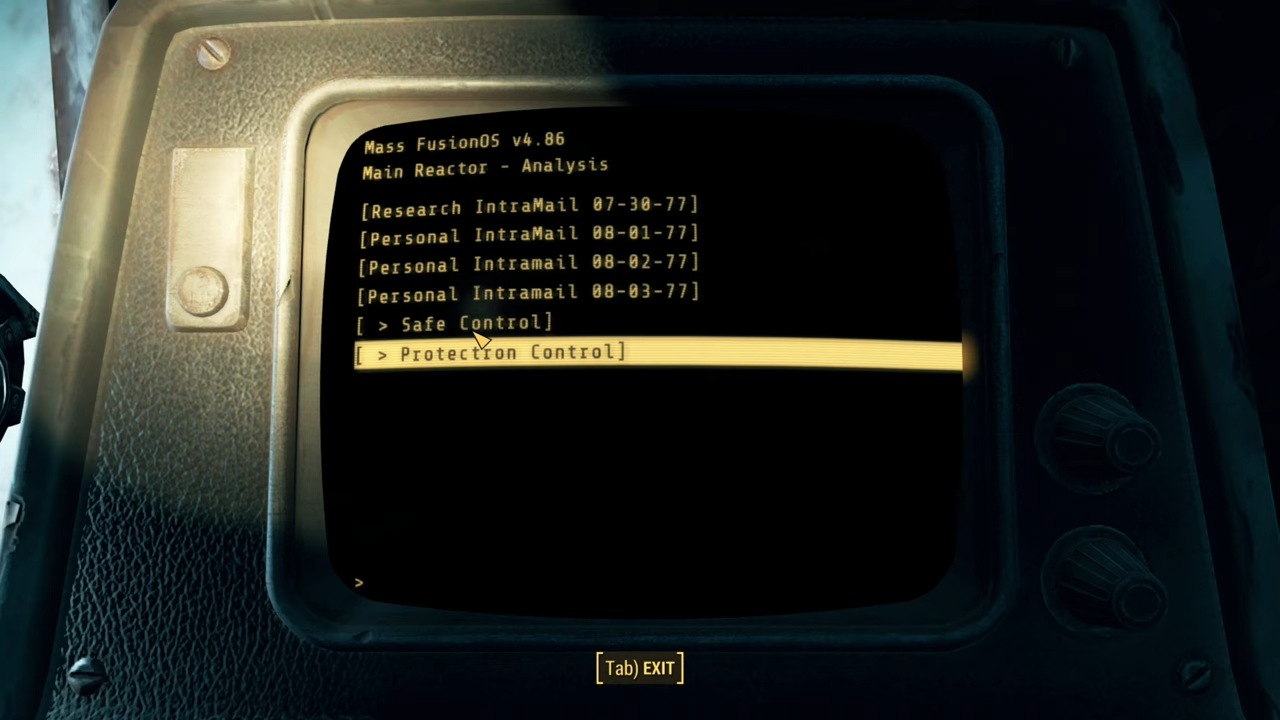 Mass FusionOS v4.86
Main Reactor - Analysis
[Research IntraMail 07-30-77]
[Personal IntraMail 08-01-77]
[Personal Intramail 08-02-77]
[Personal Intramail 08-03-77]
[ > Safe Control]
[ > Protectron Control]
>
[Tab) EXIT]